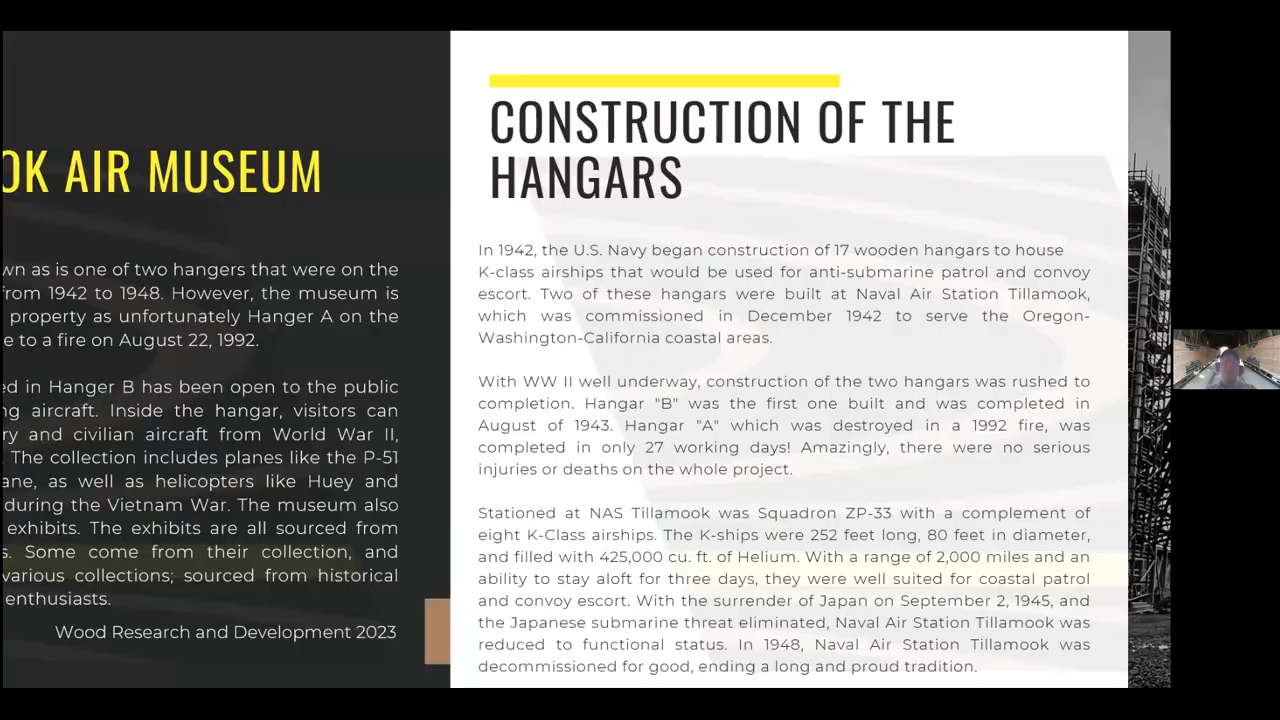 OK AIR MUSEUM
wn as is one of two hangers that were on the
from 1942 to 1948. However, the museum is
property as unfortunately Hanger A on the
e to a fire on August 22, 1992.
ed in Hanger B has been open to the public
ng aircraft. Inside the hangar, visitors can
ry and civilian aircraft from World War II,
. The collection includes planes like the P-51
ane, as well as helicopters like Huey and
during the Vietnam War. The museum also
exhibits. The exhibits are all sourced from
s. Some come from their collection, and
various collections; sourced from historical
enthusiasts.
Wood Research and Development 2023
CONSTRUCTION OF THE
HANGARS
In 1942, the U.S. Navy began construction of 17 wooden hangars to house
K-class airships that would be used for anti-submarine patrol and convoy
escort. Two of these hangars were built at Naval Air Station Tillamook,
which was commissioned in December 1942 to serve the Oregon-
Washington-California coastal areas.
With WW II well underway, construction of the two hangars was rushed to
completion. Hangar "B" was the first one built and was completed in
August of 1943. Hangar "A" which was destroyed in a 1992 fire, was
completed in only 27 working days! Amazingly, there were no serious
injuries or deaths on the whole project.
Stationed at NAS Tillamook was Squadron ZP-33 with a complement of
eight K-Class airships. The K-ships were 252 feet long, 80 feet in diameter,
and filled with 425,000 cu. ft. of Helium. With a range of 2,000 miles and an
ability to stay aloft for three days, they were well suited for coastal patrol
and convoy escort. With the surrender of Japan on September 2, 1945, and
the Japanese submarine threat eliminated, Naval Air Station Tillamook was
reduced to functional status. In 1948, Naval Air Station Tillamook was
decommissioned for good, ending a long and proud tradition.